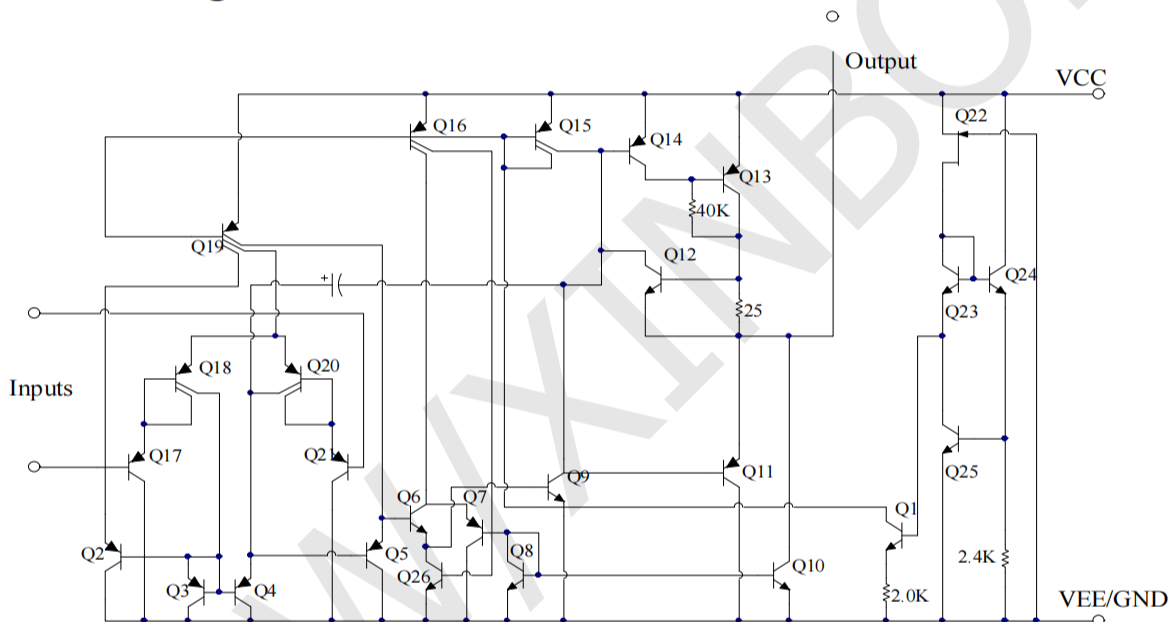 Output
VCC
Q22
Q16
Q15
Q14
Q13
40K
Q19
Q12
Q24
+
25
Q23
Q18
Q20
Inputs
Q17
Q21
Q25
Q9
Q11
Q6
Q7
Q1
Q2
Q5
Q8
Q26
Q10
2.4K
Q3
Q4
2.0K
VEE/GND
WXINBO